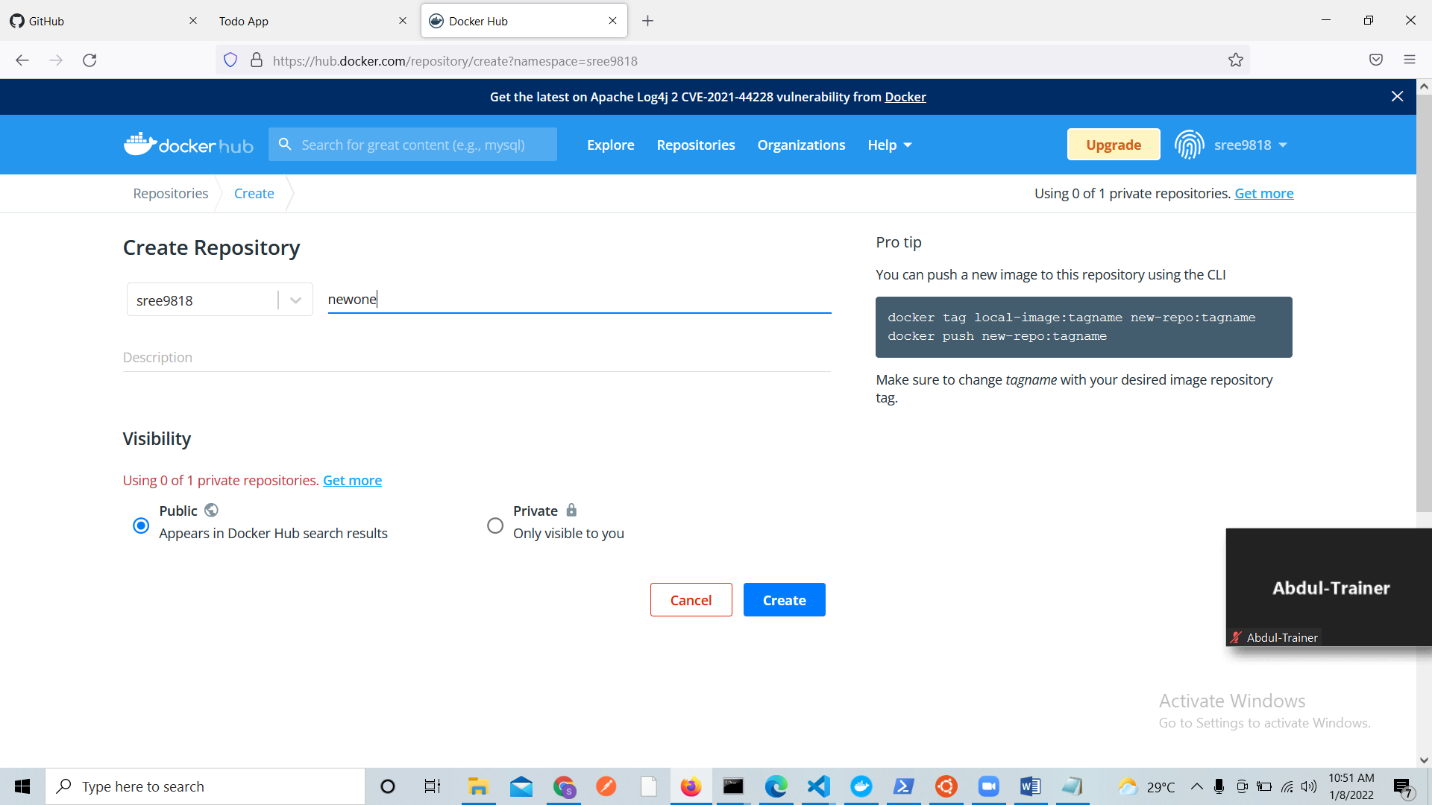 GitHub
Todo App
Docker Hub
https://hub.docker.com/repository/create?namespace=sree9818
Get the latest on Apache Log4j 2 CVE-2021-44228 vulnerability from Docker
docker hub
Search for great content (e.g., mysql)
Explore
Repositories
Organizations
Help
Upgrade
sree9818
Repositories
Create
Using 0 of 1 private repositories. Get more
Create Repository
sree9818
newone
Description
Pro tip
You can push a new image to this repository using the CLI
docker tag local-image:tagname new-repo:tagname
docker push new-repo:tagname
Make sure to change tagname with your desired image repository
tag.
Visibility
Using 0 of 1 private repositories. Get more
Public
Appears in Docker Hub search results
Private
Only visible to you
Cancel
Create
Abdul-Trainer
Abdul-Trainer
Activate Windows
Go to Settings to activate Windows.
Type here to search
S
W
29°C
10:51 AM
1/8/2022
7